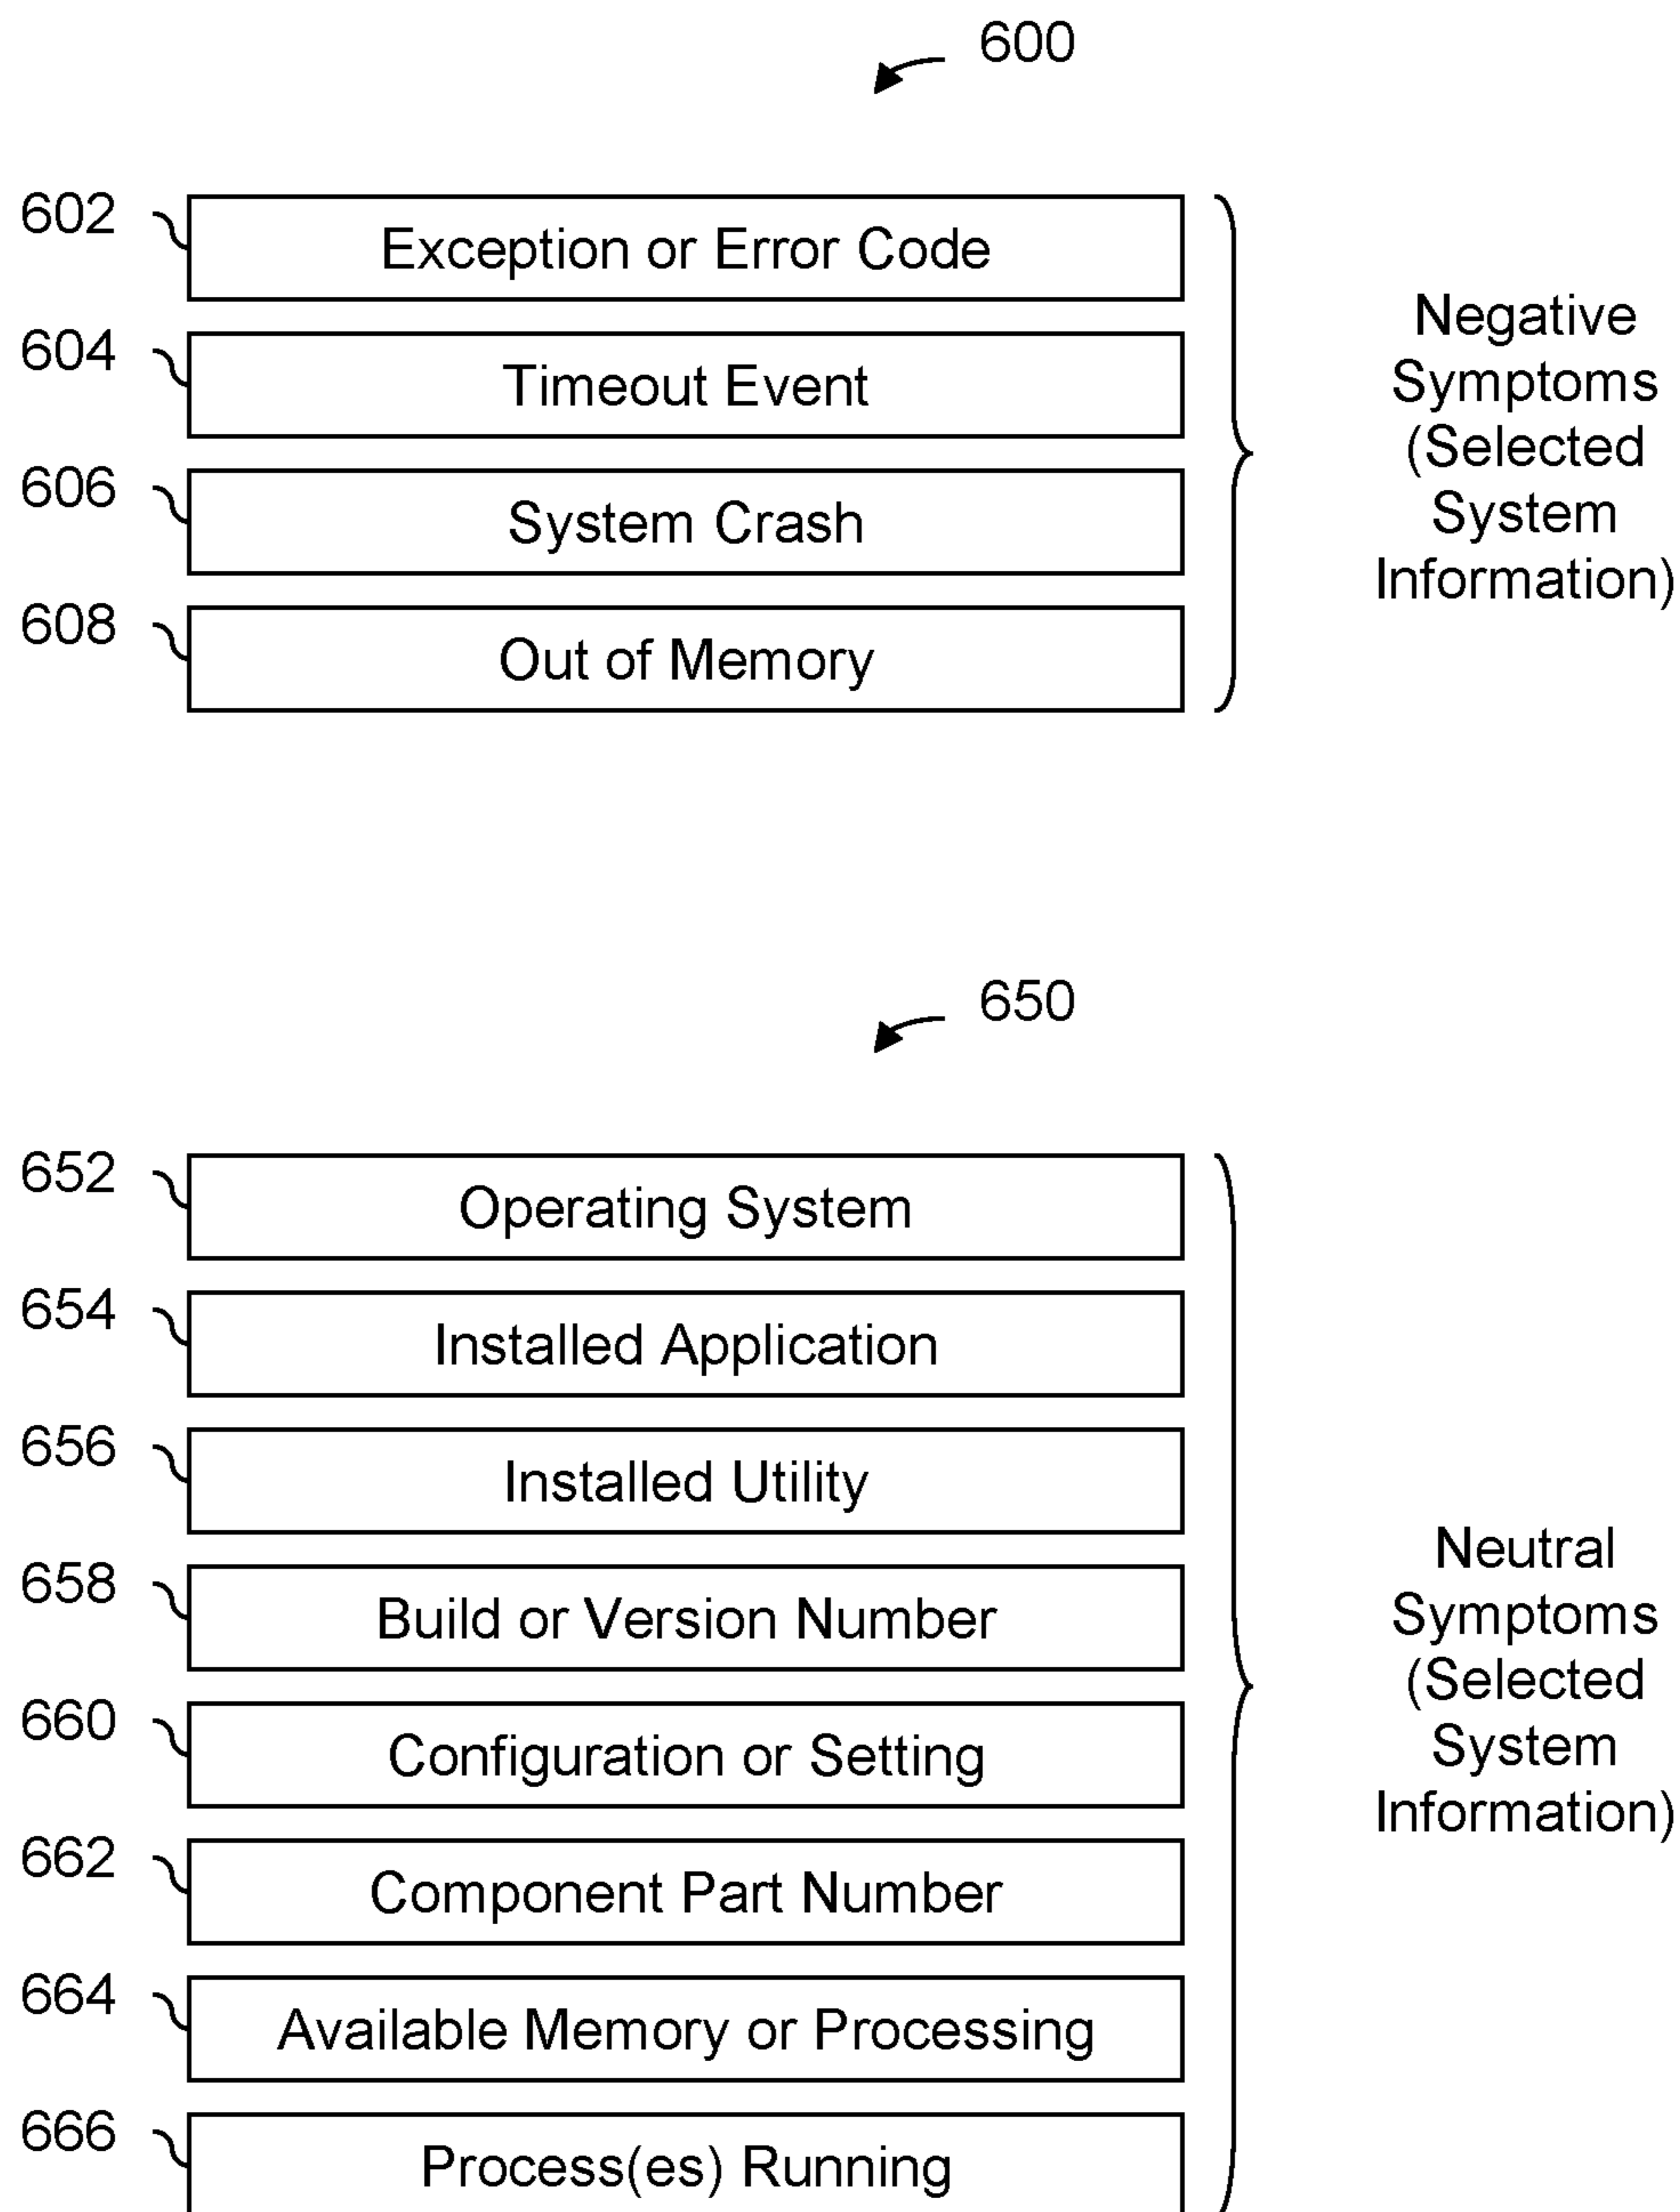 600
602
Exception or Error Code
604
Timeout Event
606
System Crash
608
Out of Memory
Negative
Symptoms
(Selected
System
Information)
650
652
Operating System
654
Installed Application
656
Installed Utility
658
Build or Version Number
660
Configuration or Setting
662
Component Part Number
664
Available Memory or Processing
666
Process(es) Running
Neutral
Symptoms
(Selected
System
Information)